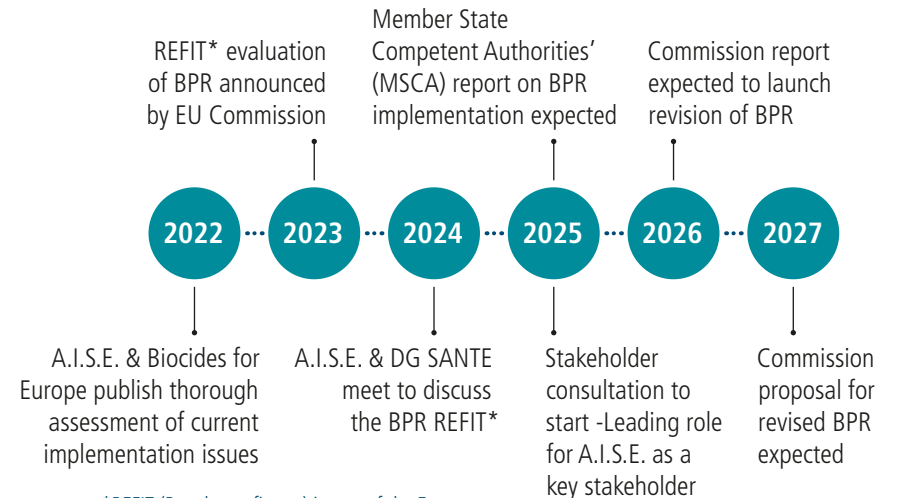 REFIT* evaluation
of BPR announced
by EU Commission
Member State
Competent Authorities’
(MSCA) report on BPR
implementation expected
Commission report
expected to launch
revision of BPR
2022
2023
2024
2025
2026
2027
A.I.S.E. & Biocides for
Europe publish thorough
assessment of current
implementation issues
A.I.S.E. & DG SANTE
meet to discuss
the BPR REFIT*
Stakeholder
consultation to
start -Leading role
for A.I.S.E. as a
key stakeholder
Commission
proposal for
revised BPR
expected